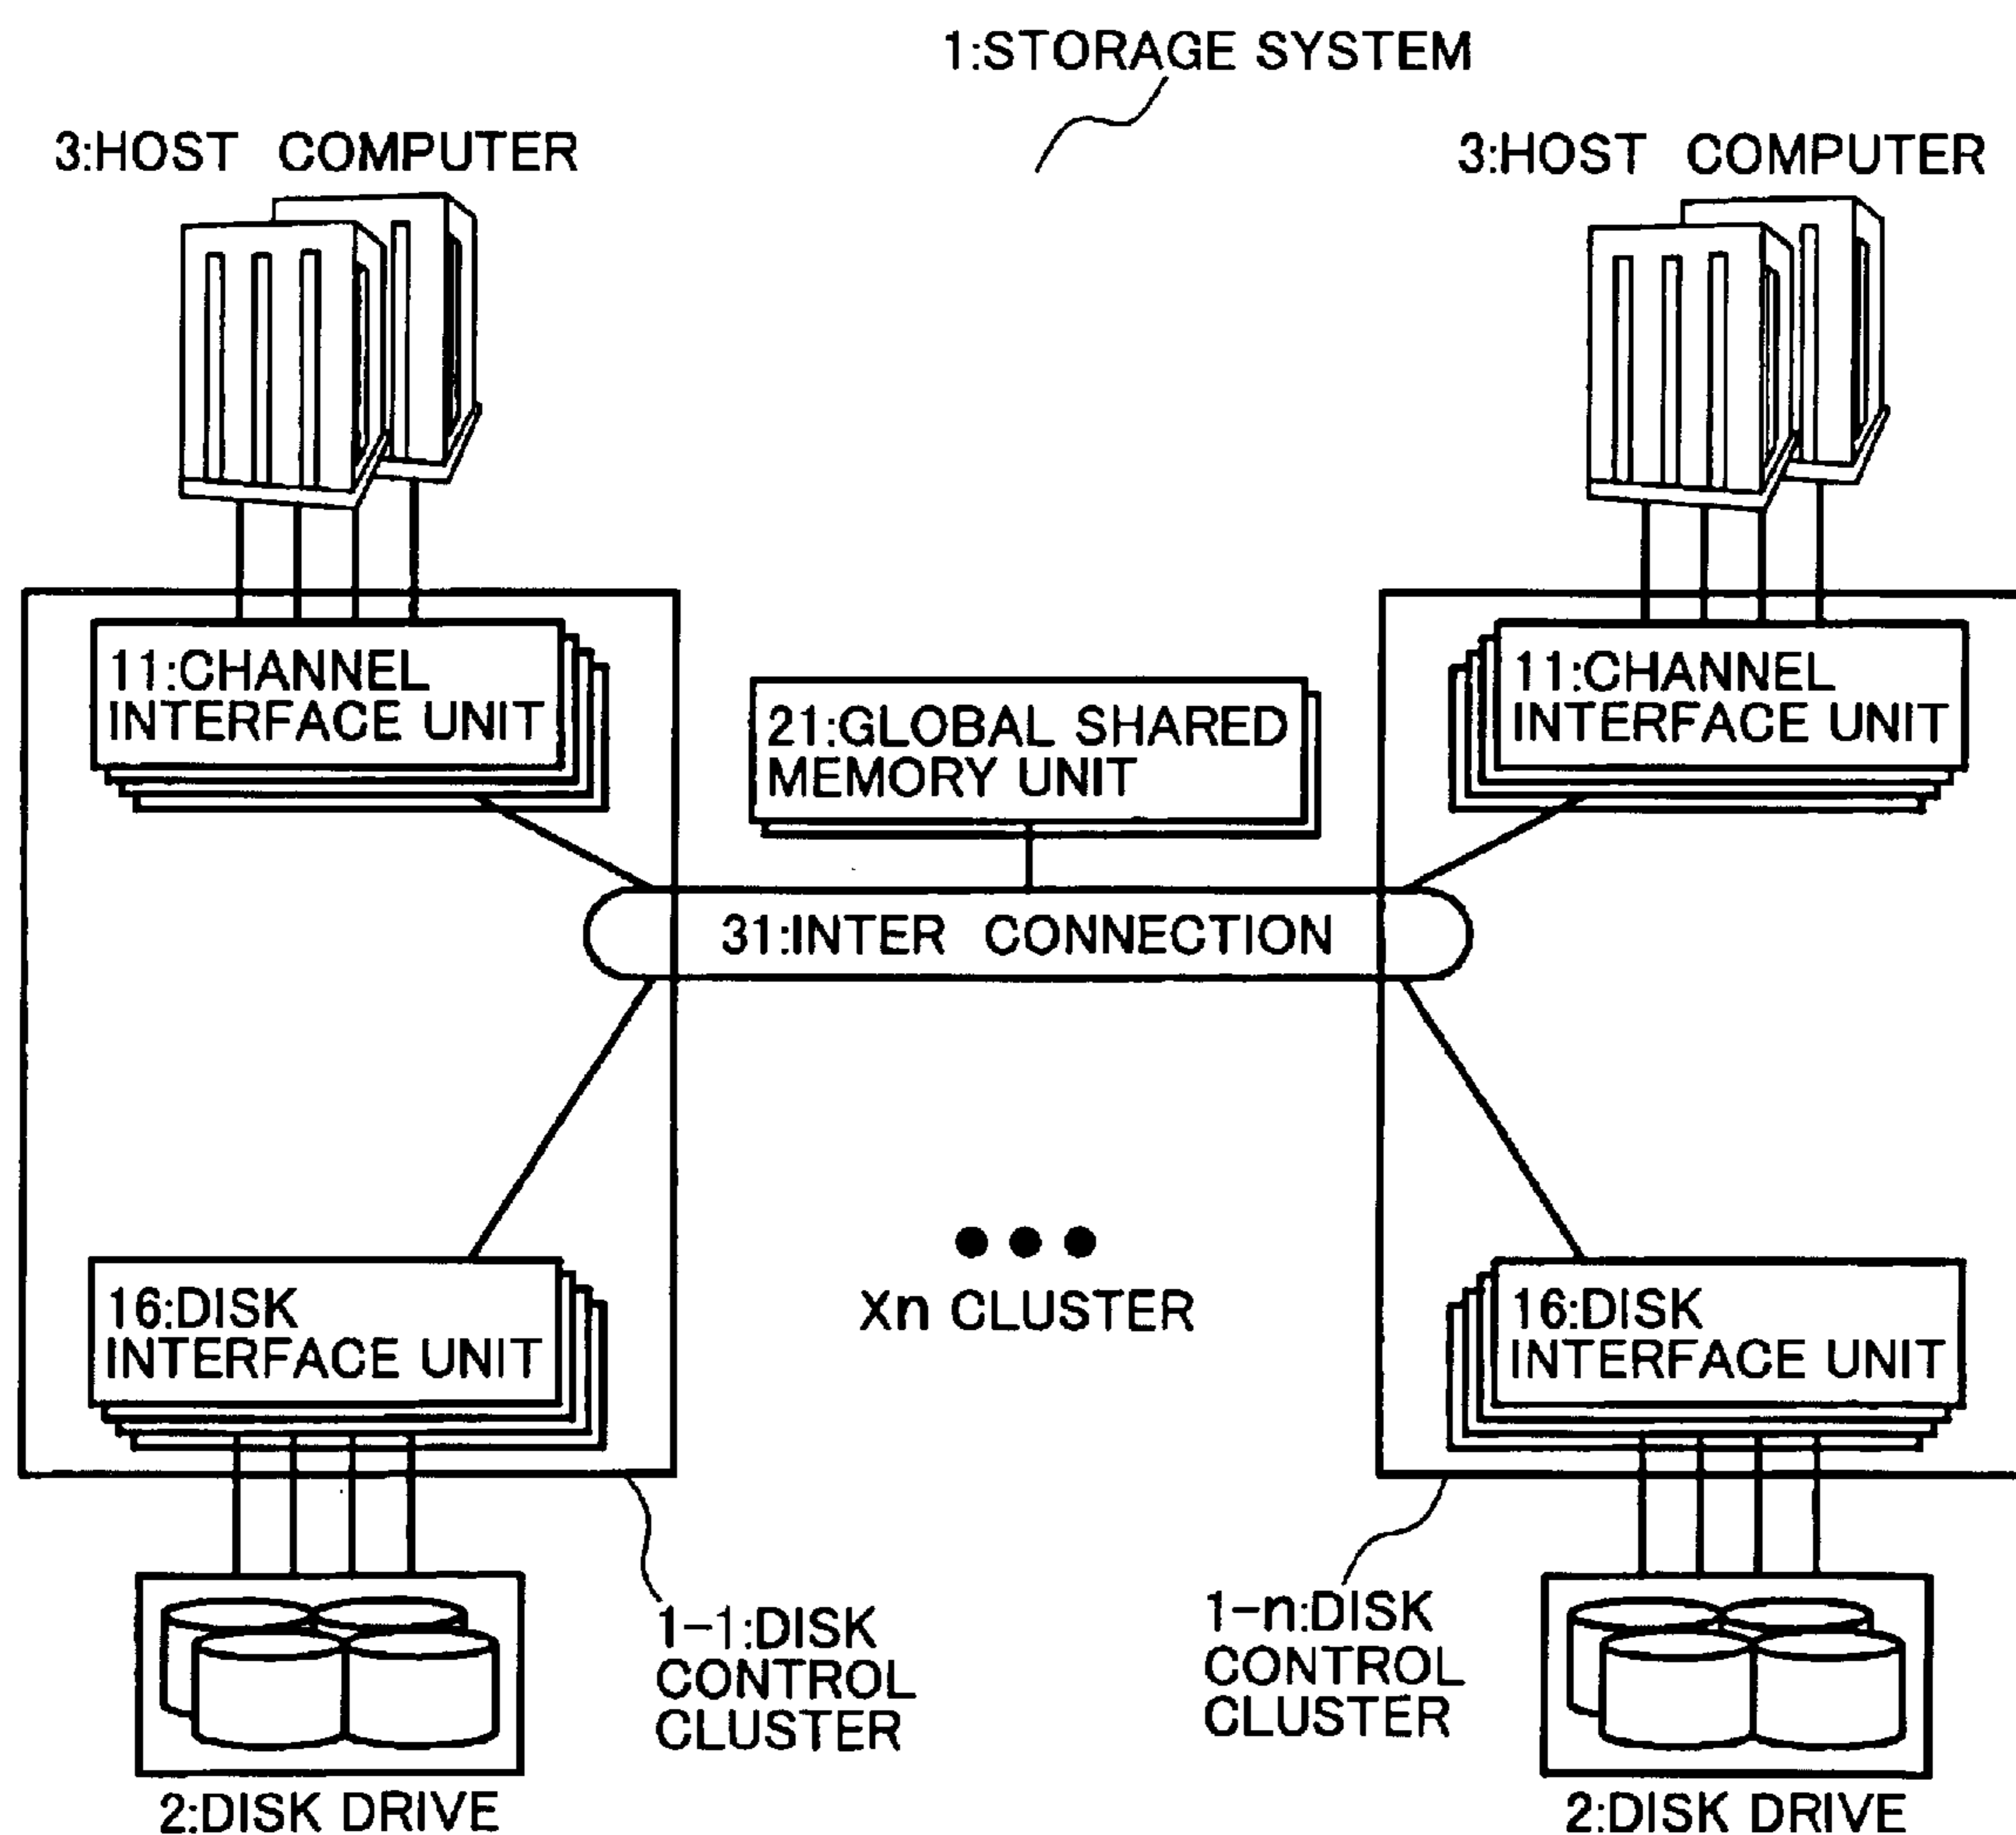 1:STORAGE SYSTEM
3:HOST COMPUTER
3:HOST COMPUTER
11:CHANNEL
INTERFACE UNIT
21:GLOBAL SHARED
MEMORY UNIT
11:CHANNEL
INTERFACE UNIT
31:INTER CONNECTION
16:DISK
INTERFACE UNIT
Xn CLUSTER
16:DISK
INTERFACE UNIT
1-1:DISK
CONTROL
CLUSTER
1-n:DISK
CONTROL
CLUSTER
2:DISK DRIVE
2:DISK DRIVE